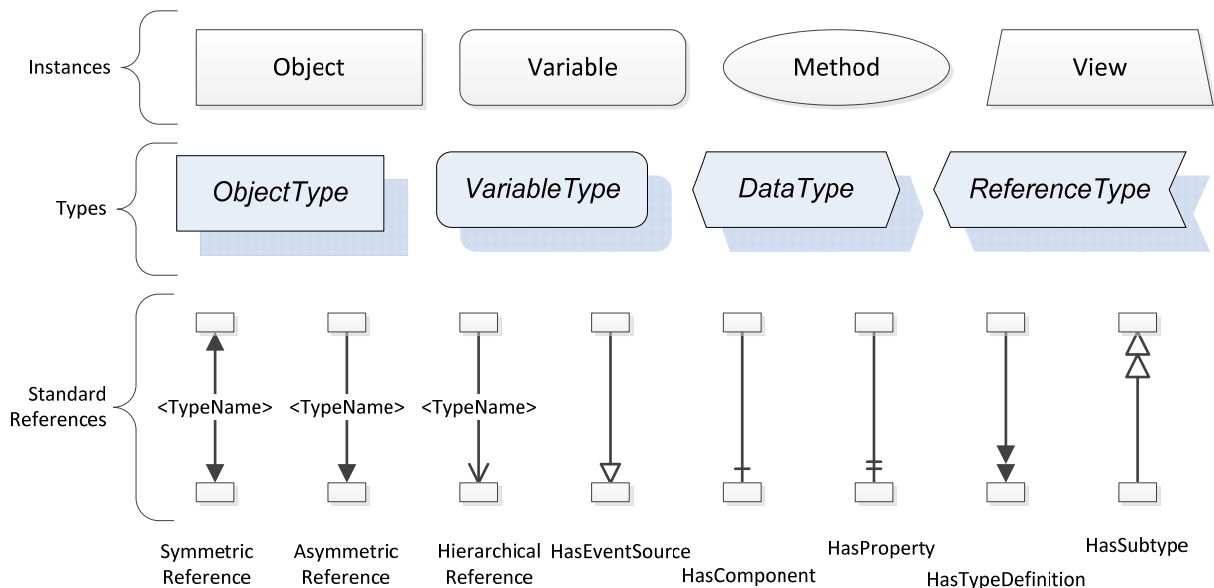 Instances
Object
Variable
Method
View
Types
ObjectType
VariableType
DataType
ReferenceType
Standard
References
<TypeName>
<TypeName>
<TypeName>
Symmetric
Reference
Asymmetric
Reference
Hierarchical
Reference
HasEventSource
HasComponent
HasProperty
HasTypeDefinition
HasSubtype